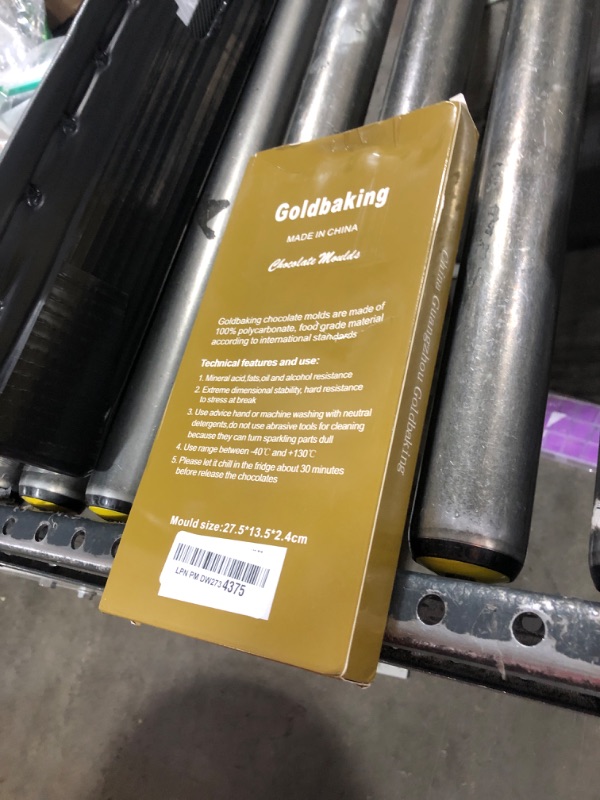 Goldbaking
MADE IN CHINA
Chocolate Moulds
Goldbaking chocolate molds are made of
100% polycarbonate, food grade material
according to international standards
Technical features and use:
1. Mineral acid,fats,oil and alcohol resistance
2. Extreme dimensional stability, hard resistance
to stress at break
3. Use advice hand or machine washing with neutral
detergents,do not use abrasive tools for cleaning
because they can turn sparkling parts dull
4. Use range between -40℃ and +130℃
5. Please let it chill in the fridge about 30 minutes
before release the chocolates
Mould size:27.5*13.5*2.4cm
LPN PM DW2734375
China Guangzhou Goldbaking